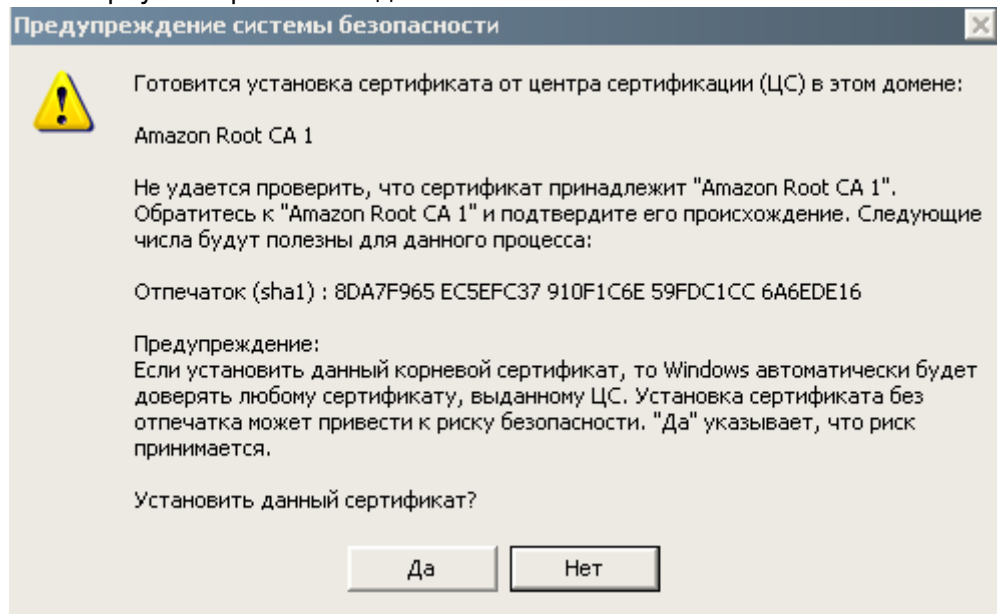 Предупреждение системы безопасности
Готовится установка сертификата от центра сертификации (ЦС) в этом домене:
Amazon Root CA 1
Не удается проверить, что сертификат принадлежит "Amazon Root CA 1".
Обратитесь к "Amazon Root CA 1" и подтвердите его происхождение. Следующие
числа будут полезны для данного процесса:
Отпечаток (sha1) : 8DA7F965 EC5EFC37 910F1C6E 59FDC1CC 6A6EDE16
Предупреждение:
Если установить данный корневой сертификат, то Windows автоматически будет
доверять любому сертификату, выданному ЦС. Установка сертификата без
отпечатка может привести к риску безопасности. "Да" указывает, что риск
принимается.
Установить данный сертификат?
Да
Нет